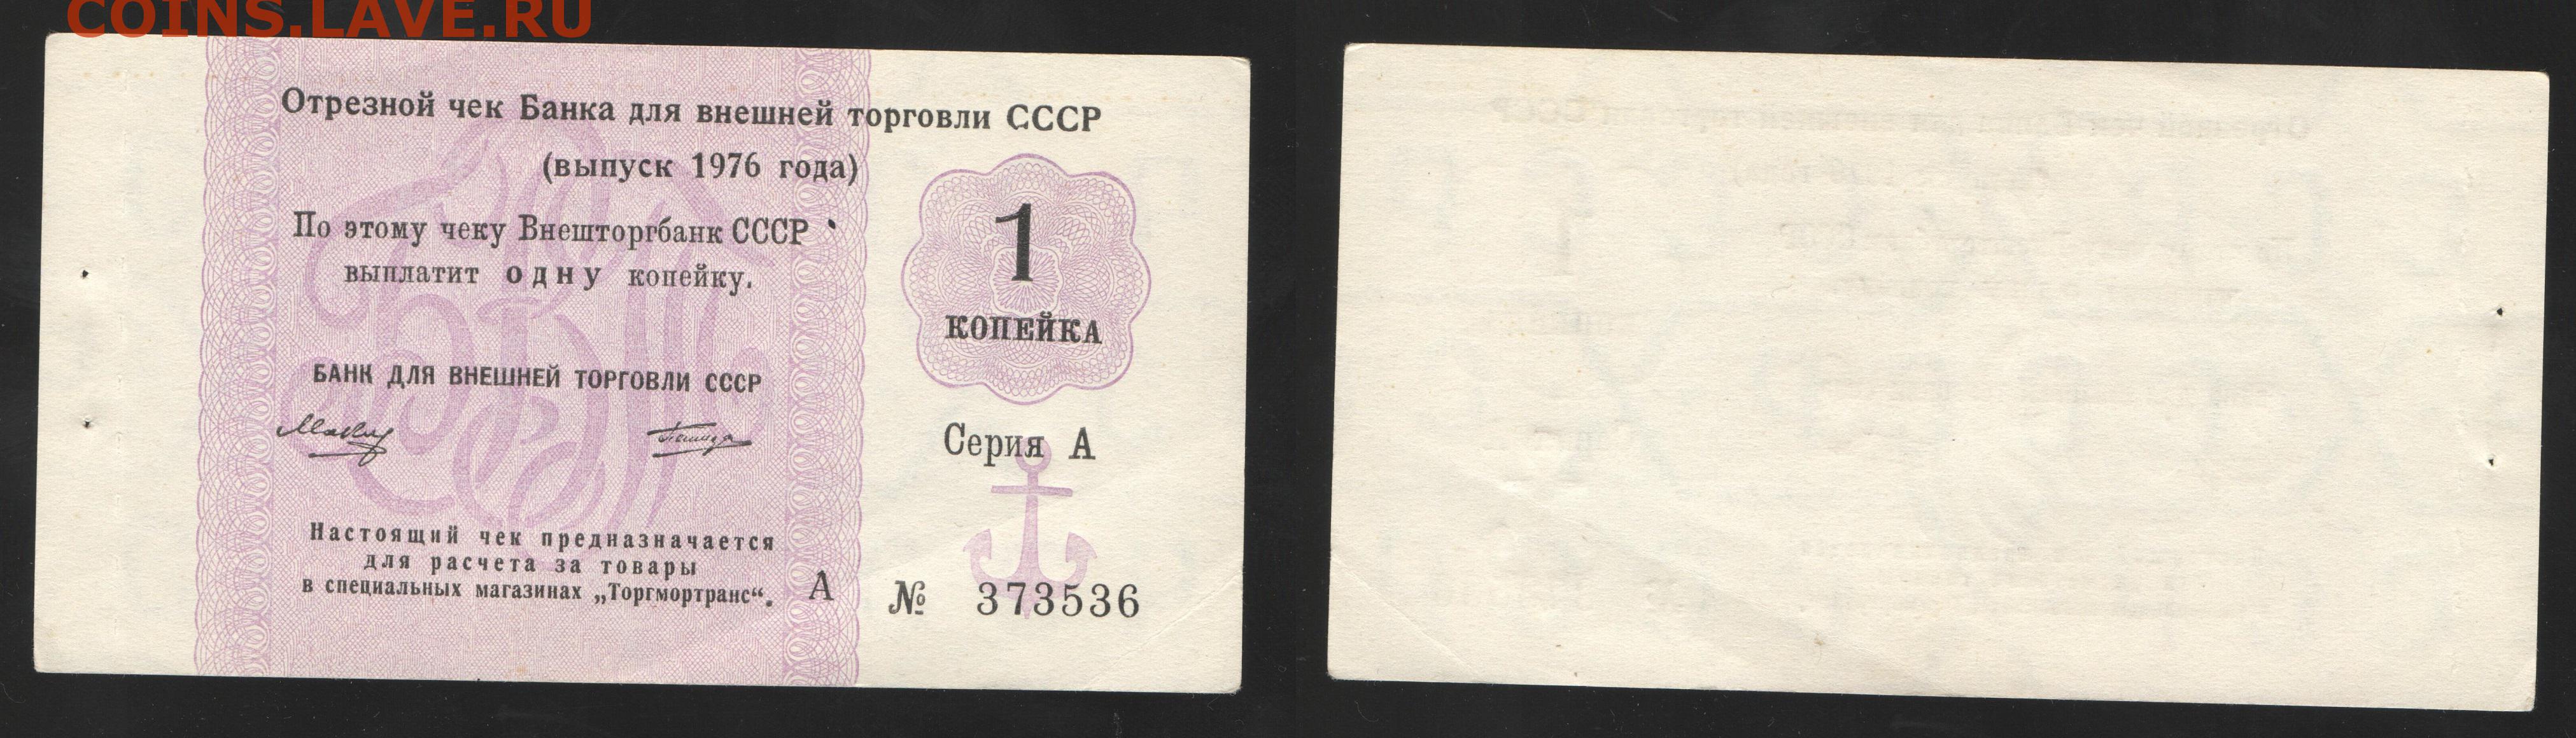 COINS.LAVE.RU
Отрезной чек Банка для внешней торговли СССР
(выпуск 1976 года)
По этому чеку Внешторгбанк СССР
выплатит одну копейку.
1
КОПЕЙКА
БАНК ДЛЯ ВНЕШНЕЙ ТОРГОВЛИ СССР
Серия А
Настоящий чек предназначается
для расчета за товары
в специальных магазинах „Торгмортранс“.
А № 373536